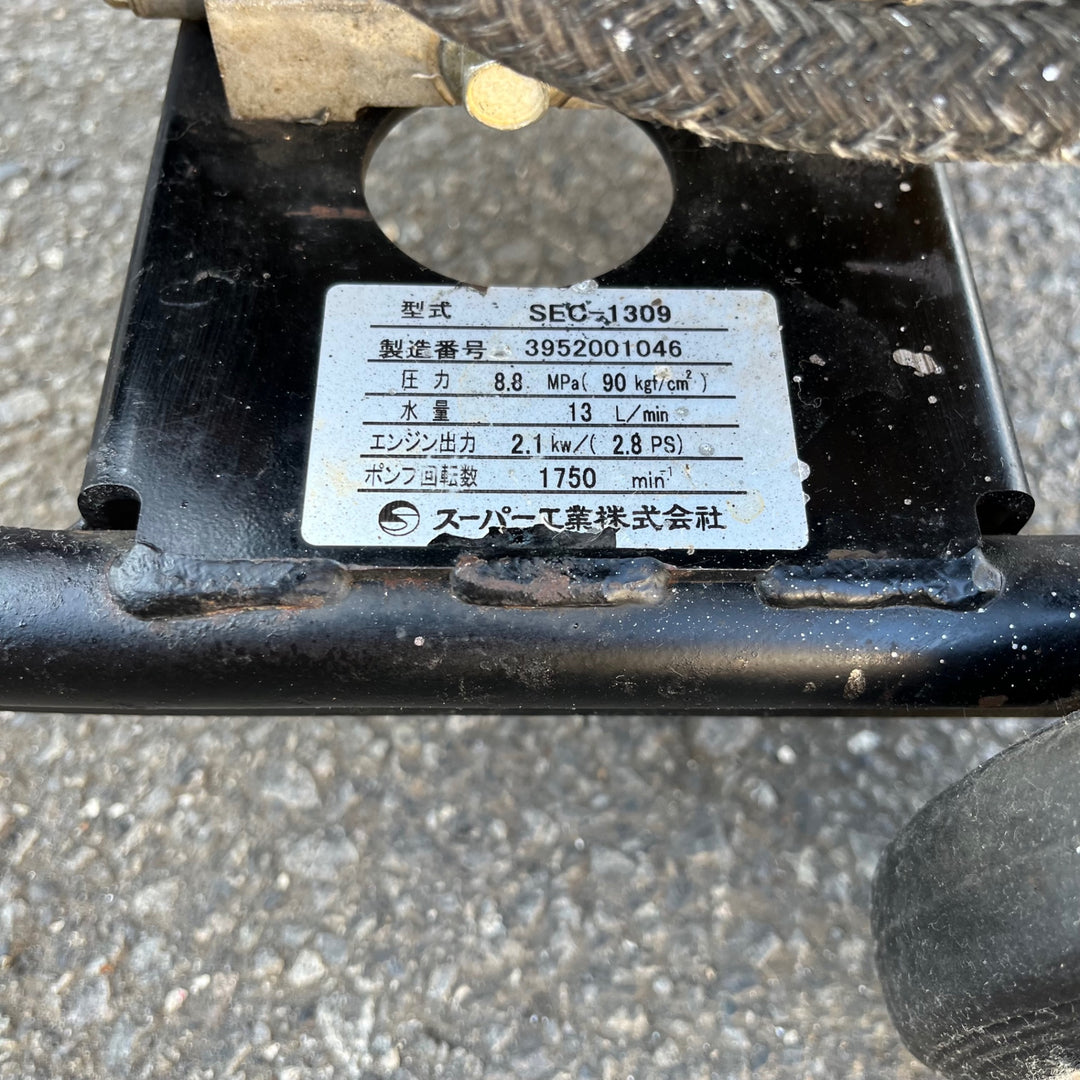 型式 SEC-1309
製造番号 3952001046
圧力 8.8 MPa( 90 kgf/cm²)
水量 13 L/min
エンジン出力 2.1 kw/( 2.8 PS)
ポンプ回転数 1750 min⁻¹
スーパー工業株式会社